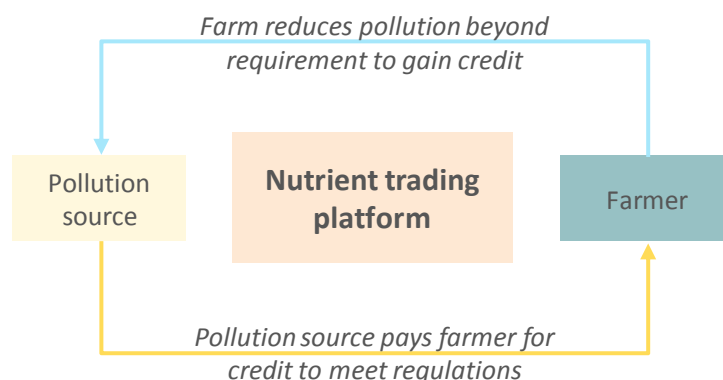 Farm reduces pollution beyond
requirement to gain credit
Pollution
source
Nutrient trading
platform
Farmer
Pollution source pays farmer for
credit to meet regulations